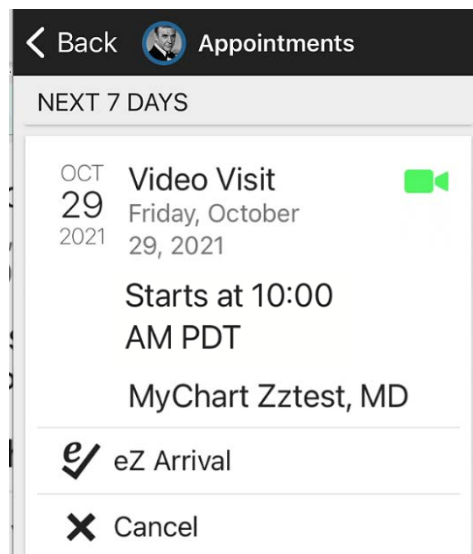 Back Appointments
NEXT 7 DAYS
OCT
29
2021
Video Visit
Friday, October
29, 2021
Starts at 10:00
AM PDT
MyChart Zztest, MD
eZ Arrival
Cancel